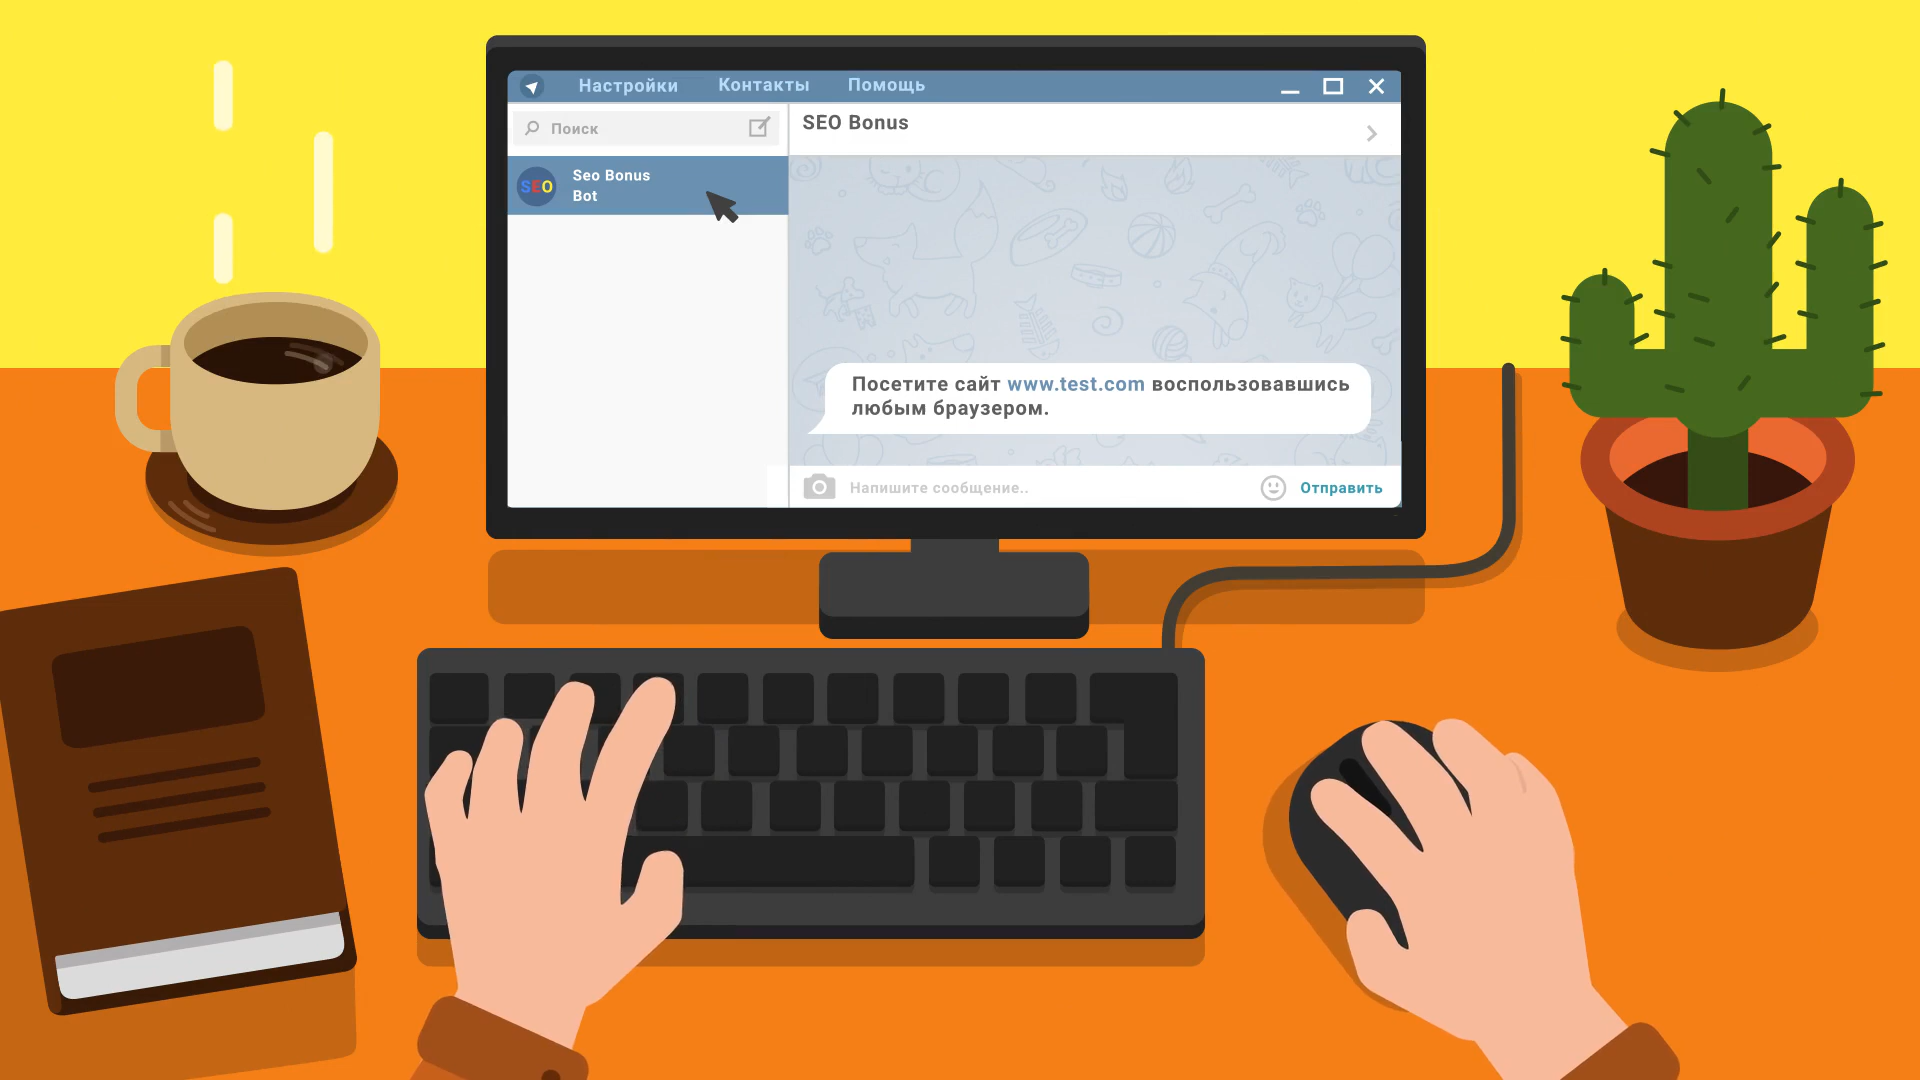 Настройки Контакты Помощь
Поиск
SEO Bonus
SEO
Seo Bonus
Bot
Посетите сайт www.test.com воспользовавшись
любым браузером.
Напишите сообщение..
Отправить